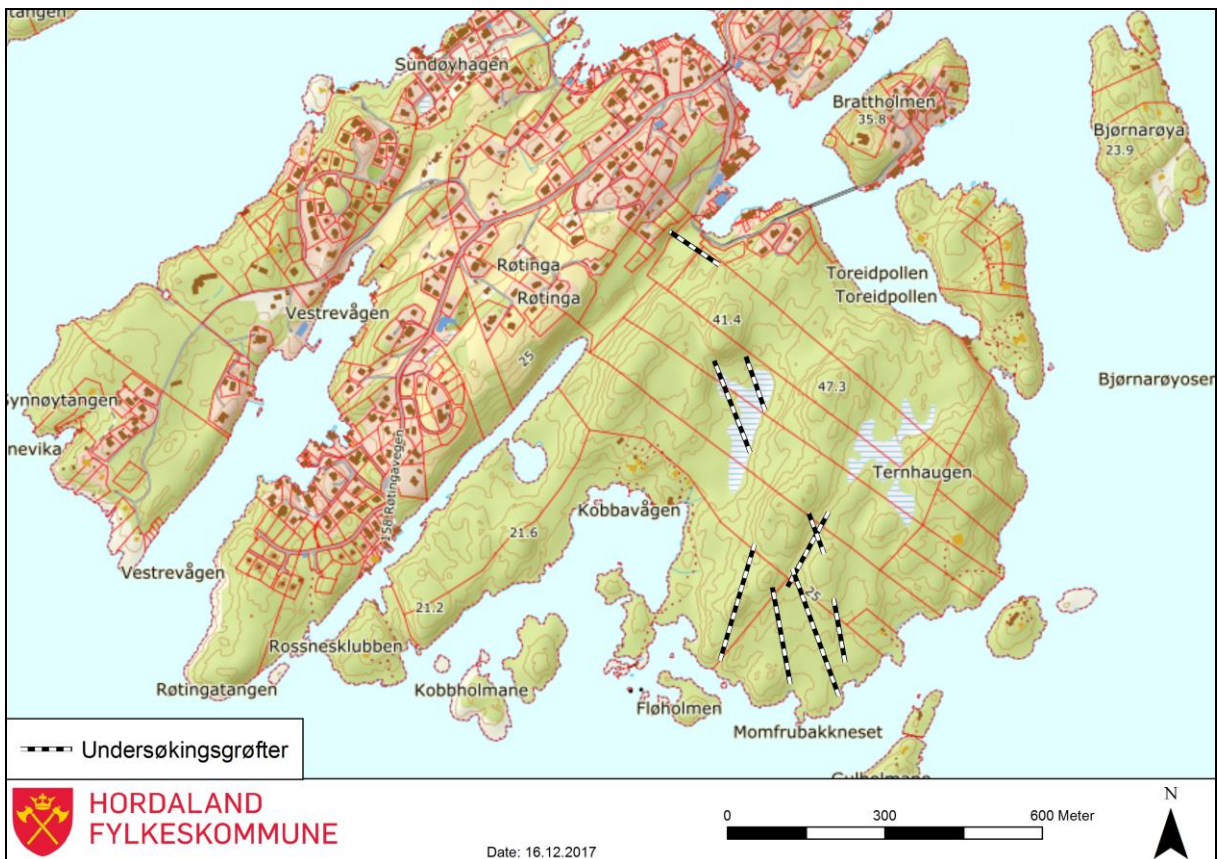 tangen
Sundøyhagen
Brattholmen
35.8
Bjørnarøya
23.9
Røtinga
Røtinga
Toreidpollen
Toreidpollen
Vestrevågen
41.4
25
47.3
Bjørnarøyosen
Synnøytangen
nevika
158 Røtingavegen
Ternhaugen
Kobbavågen
21.6
Vestrevågen
25
21.2
Rossnesklubben
Røtingatangen
Kobbholmane
Fløholmen
Momfrubakkneset
Gulholmane
Undersøkingsgrøfter
HORDALAND
FYLKESKOMMUNE
Date: 16.12.2017
0 300 600 Meter
N